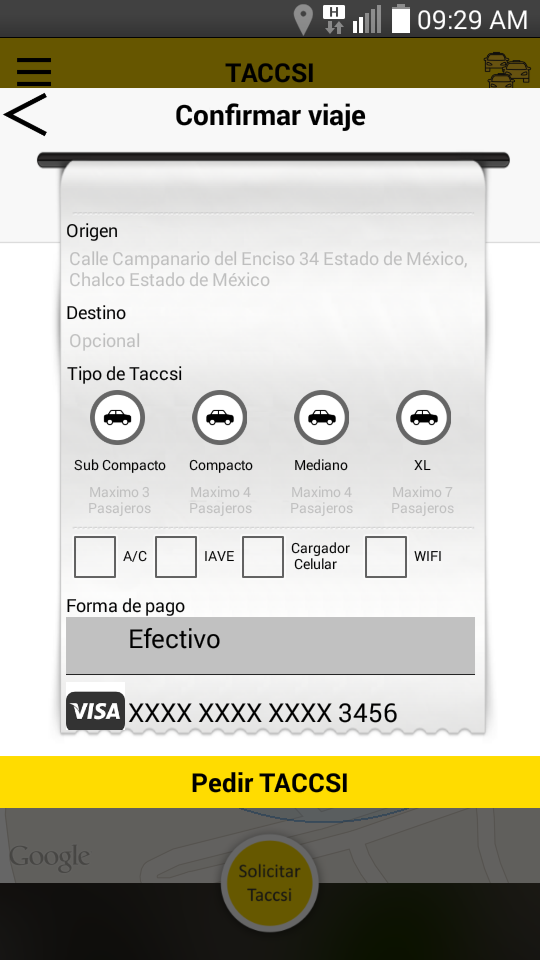 H
09:29 AM
TACCSI
Confirmar viaje
Origen
Calle Campanario del Enciso 34 Estado de México,
Chalco Estado de México
Destino
Opcional
Tipo de Taccsi
Sub Compacto Compacto Mediano XL
Maximo 3 Maximo 4 Maximo 4 Maximo 7
Pasajeros Pasajeros Pasajeros Pasajeros
A/C IAVE Cargador Celular WIFI
Forma de pago
Efectivo
VISA XXXX XXXX XXXX 3456
Pedir TACCSI
Google
Solicitar
Taccsi